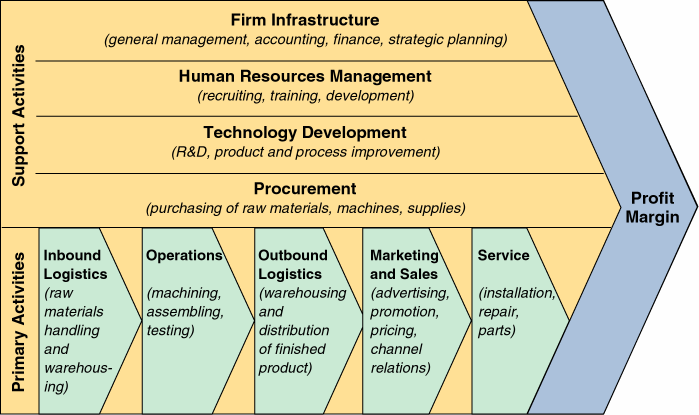 Support Activities
Firm Infrastructure
(general management, accounting, finance, strategic planning)
Human Resources Management
(recruiting, training, development)
Technology Development
(R&D, product and process improvement)
Procurement
(purchasing of raw materials, machines, supplies)
Profit
Margin
Primary Activities
Inbound
Logistics
(raw
materials
handling
and
warehous-
ing)
Operations
(machining,
assembling,
testing)
Outbound
Logistics
(warehousing
and
distribution
of finished
product)
Marketing
and Sales
(advertising,
promotion,
pricing,
channel
relations)
Service
(installation,
repair,
parts)